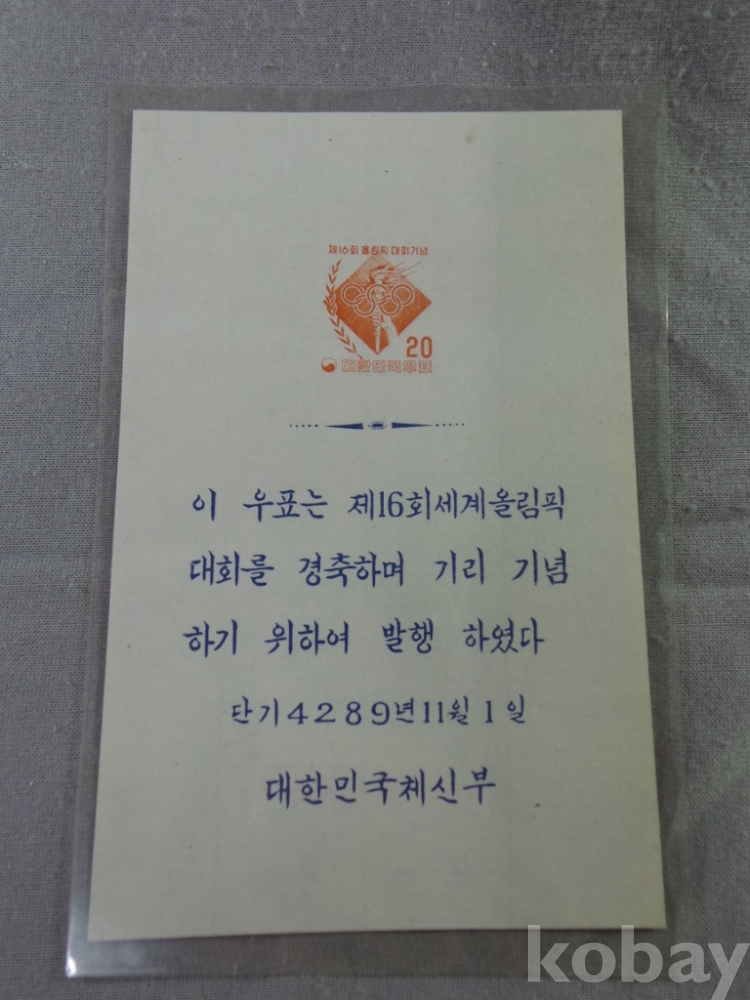 제16회 올림픽 대회기념
20
대한민국우표
이 우표는 제16회세계올림픽
대회를 경축하며 기리 기념
하기 위하여 발행 하였다
단기4289년11월1일
대한민국체신부
kobay